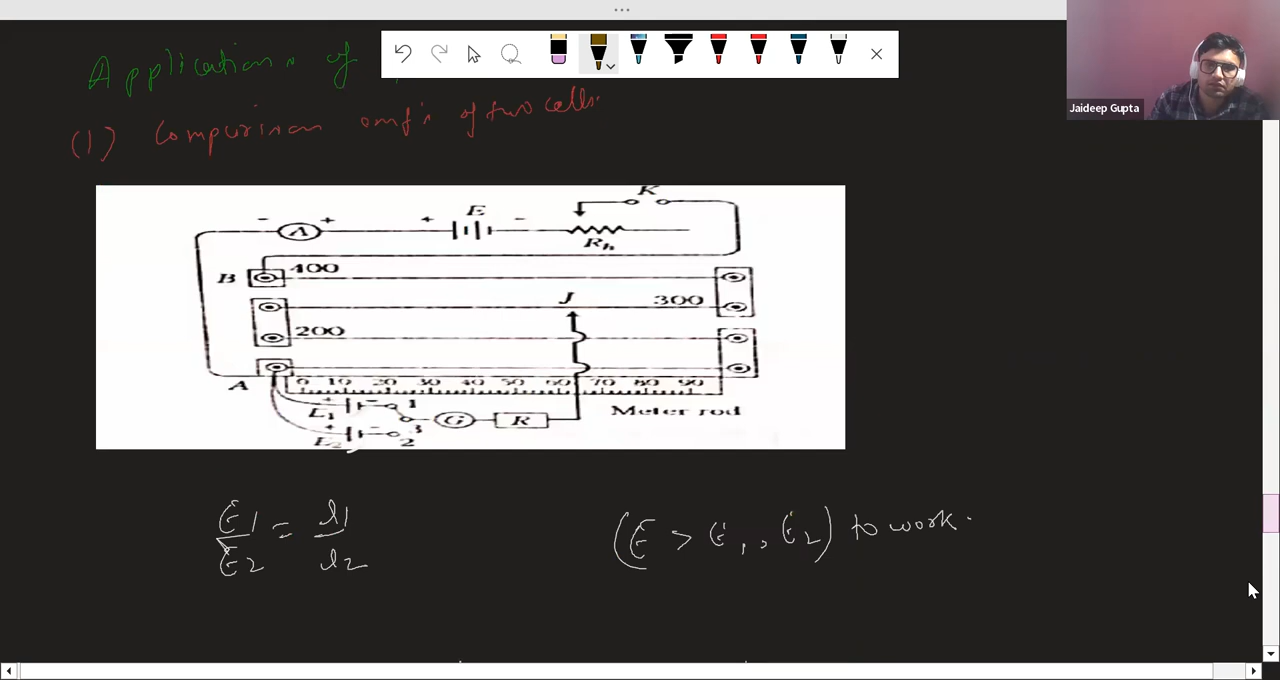 Applications of
Jaideep Gupta
(1) Comparision emf's of two cells.
K
- + + E -
A
Rh
B 400
J 300
200
A 0 10 20 30 40 50 60 70 80 90
+ - 1
E1 3 G R Meter rod
+ -
E2 2
E1/E2 = l1/l2
(E > E1, E2) to work.